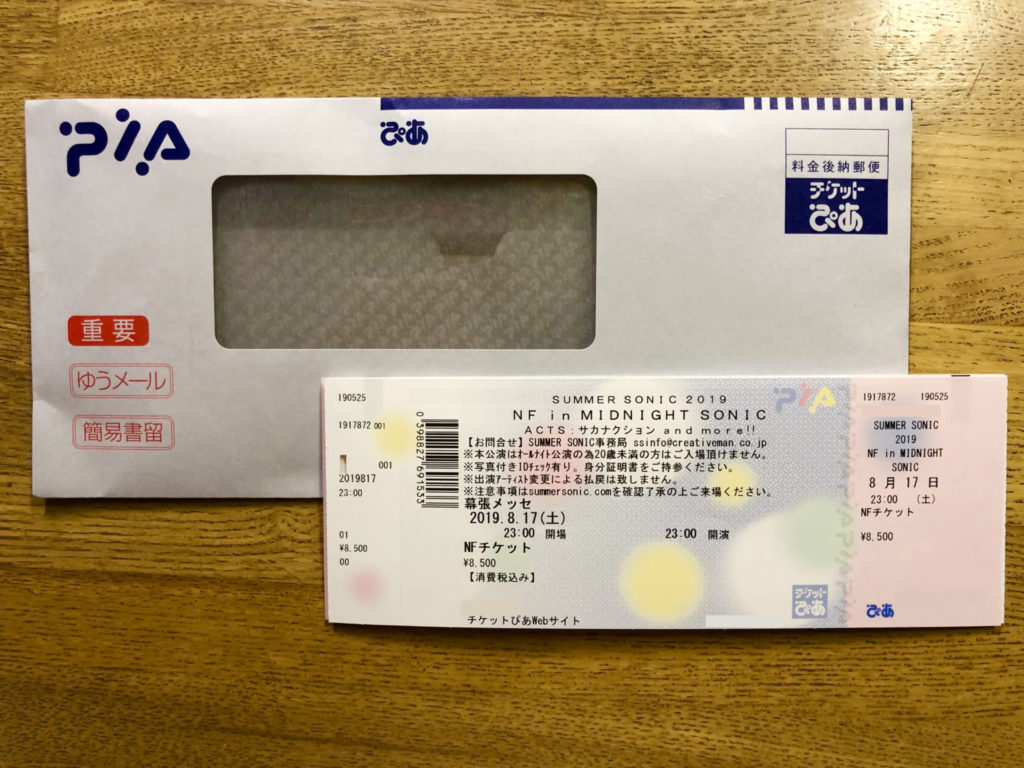 PIA
ぴあ
料金後納郵便
チケット
ぴあ
重要
ゆうメール
簡易書留
190525
1917872 001
001
2019817
23:00
01
¥8,500
00
SUMMER SONIC 2019
NF in MIDNIGHT SONIC
ACTS:サカナクション and more!!
【お問合せ】SUMMER SONIC事務局 ssinfo@creativeman.co.jp
※本公演はオールナイト公演の為20歳未満の方はご入場頂けません。
※写真付きIDチェック有り。身分証明書をご持参ください。
※出演アーティスト変更による払戻は致しません。
※注意事項はsummersonic.comを確認了承の上ご来場ください。
幕張メッセ
2019. 8.17(土)
23:00 開場 23:00 開演
NFチケット
¥8,500
【消費税込み】
チケットぴあWebサイト
PIA
チケット
ぴあ
1917872 190525
SUMMER SONIC
2019
NF in MIDNIGHT
SONIC
8月17日
23:00 (土)
NFチケット
¥8,500
ぴあ